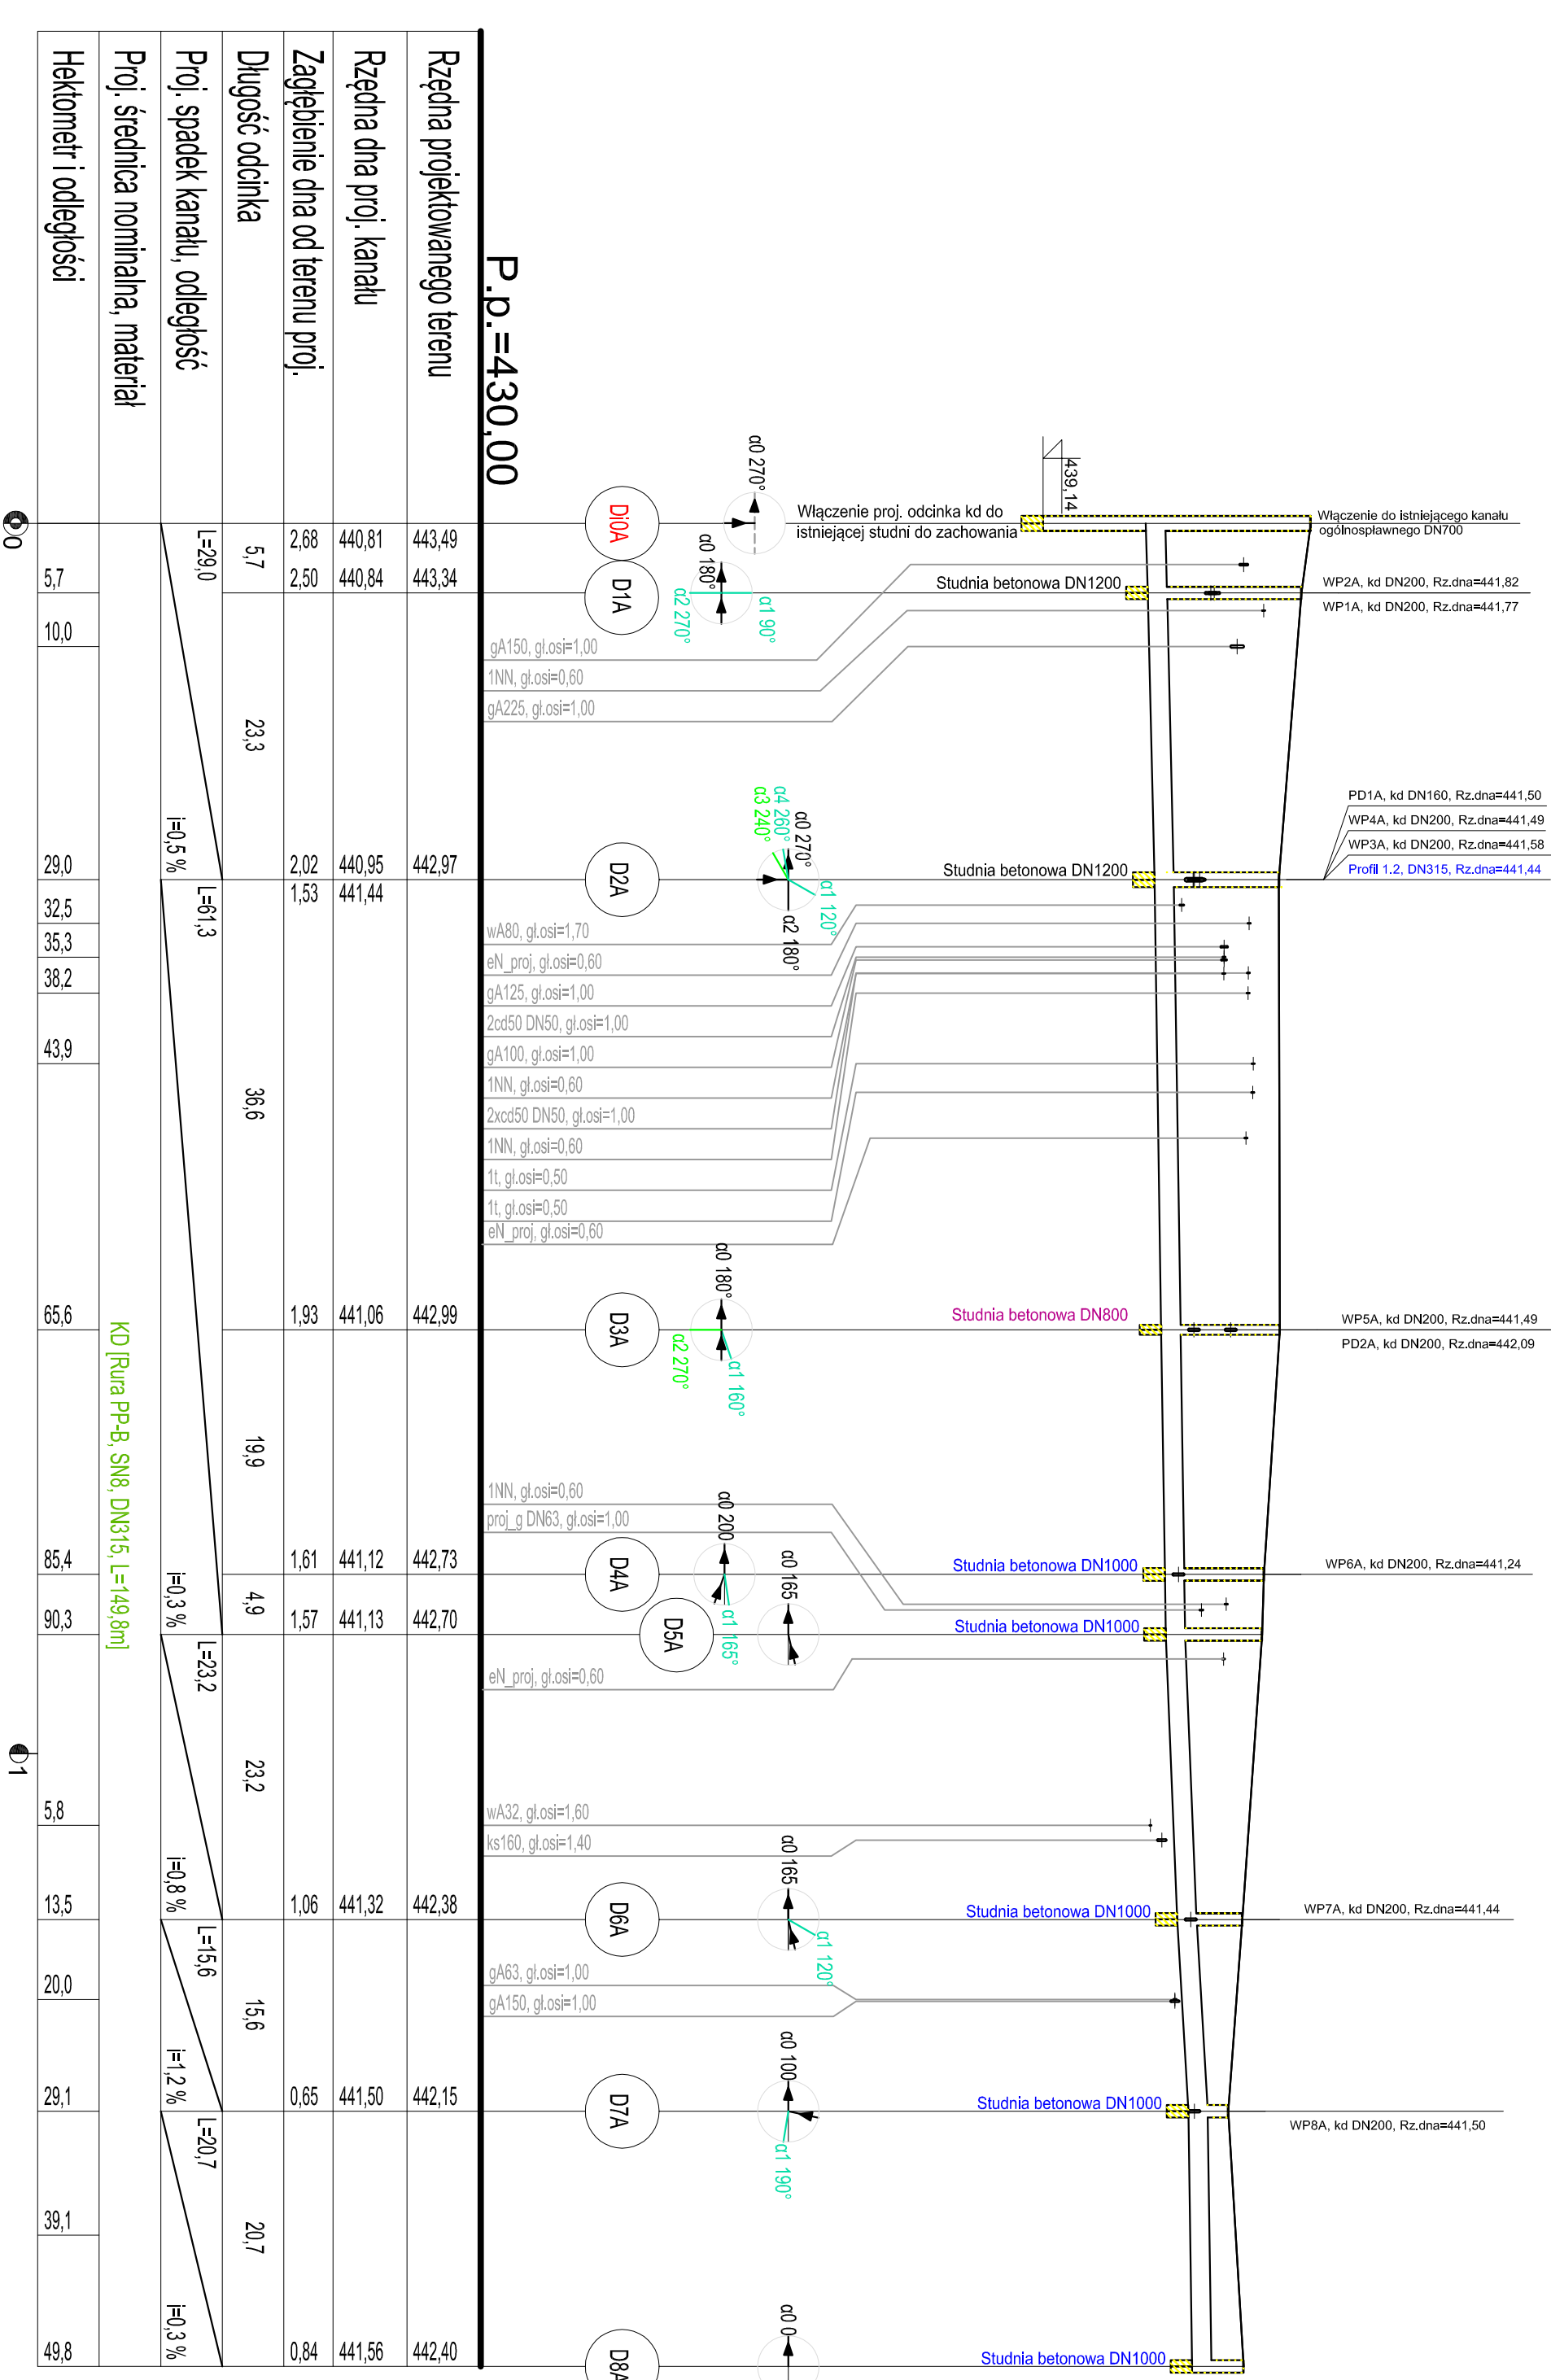 Włączenie do istniejącego kanału
ogólnospławnego DN700
WP2A, kd DN200, Rz.dna=441,82
WP1A, kd DN200, Rz.dna=441,77
PD1A, kd DN160, Rz.dna=441,50
WP4A, kd DN200, Rz.dna=441,49
WP3A, kd DN200, Rz.dna=441,58
Profil 1.2, DN315, Rz.dna=441,44
WP5A, kd DN200, Rz.dna=441,49
PD2A, kd DN200, Rz.dna=442,09
WP6A, kd DN200, Rz.dna=441,24
WP7A, kd DN200, Rz.dna=441,44
WP8A, kd DN200, Rz.dna=441,50
439,14
Włączenie proj. odcinka kd do
istniejącej studni do zachowania
Studnia betonowa DN1200
Studnia betonowa DN1200
Studnia betonowa DN800
Studnia betonowa DN1000
Studnia betonowa DN1000
Studnia betonowa DN1000
Studnia betonowa DN1000
Studnia betonowa DN1000
α0 270°
α0 180°
α1 90°
α2 270°
α0 270°
α4 260°
α3 240°
α1 120°
α2 180°
α0 180°
α1 160°
α2 270°
α0 200
α1 165°
α0 165
α0 165
α1 120°
α0 100
α1 190°
α0 0
Di0A
D1A
D2A
D3A
D4A
D5A
D6A
D7A
D8A
gA150, gł.osi=1,00
1NN, gł.osi=0,60
gA225, gł.osi=1,00
wA80, gł.osi=1,70
eN_proj, gł.osi=0,60
gA125, gł.osi=1,00
2cd50 DN50, gł.osi=1,00
gA100, gł.osi=1,00
1NN, gł.osi=0,60
2xcd50 DN50, gł.osi=1,00
1NN, gł.osi=0,60
1t, gł.osi=0,50
1t, gł.osi=0,50
eN_proj, gł.osi=0,60
1NN, gł.osi=0,60
proj_g DN63, gł.osi=1,00
eN_proj, gł.osi=0,60
wA32, gł.osi=1,60
ks160, gł.osi=1,40
gA63, gł.osi=1,00
gA150, gł.osi=1,00
P.p.=430,00
Rzędna projektowanego terenu
443,49 443,34 442,97 442,99 442,73 442,70 442,38 442,15 442,40
Rzędna dna proj. kanału
440,81 440,84 440,95 441,44 441,06 441,12 441,13 441,32 441,50 441,56
Zagłębienie dna od terenu proj.
2,68 2,50 2,02 1,53 1,93 1,61 1,57 1,06 0,65 0,84
Długość odcinka
5,7 23,3 36,6 19,9 4,9 23,2 15,6 20,7
Proj. spadek kanału, odległość
L=29,0 i=0,5 % L=61,3 i=0,3 % L=23,2 i=0,8 % L=15,6 i=1,2 % L=20,7 i=0,3 %
Proj. średnica nominalna, materiał
KD [Rura PP-B, SN8, DN315, L=149,8m]
Hektometr i odległości
5,7 10,0 29,0 32,5 35,3 38,2 43,9 65,6 85,4 90,3 5,8 13,5 20,0 29,1 39,1 49,8
0 1